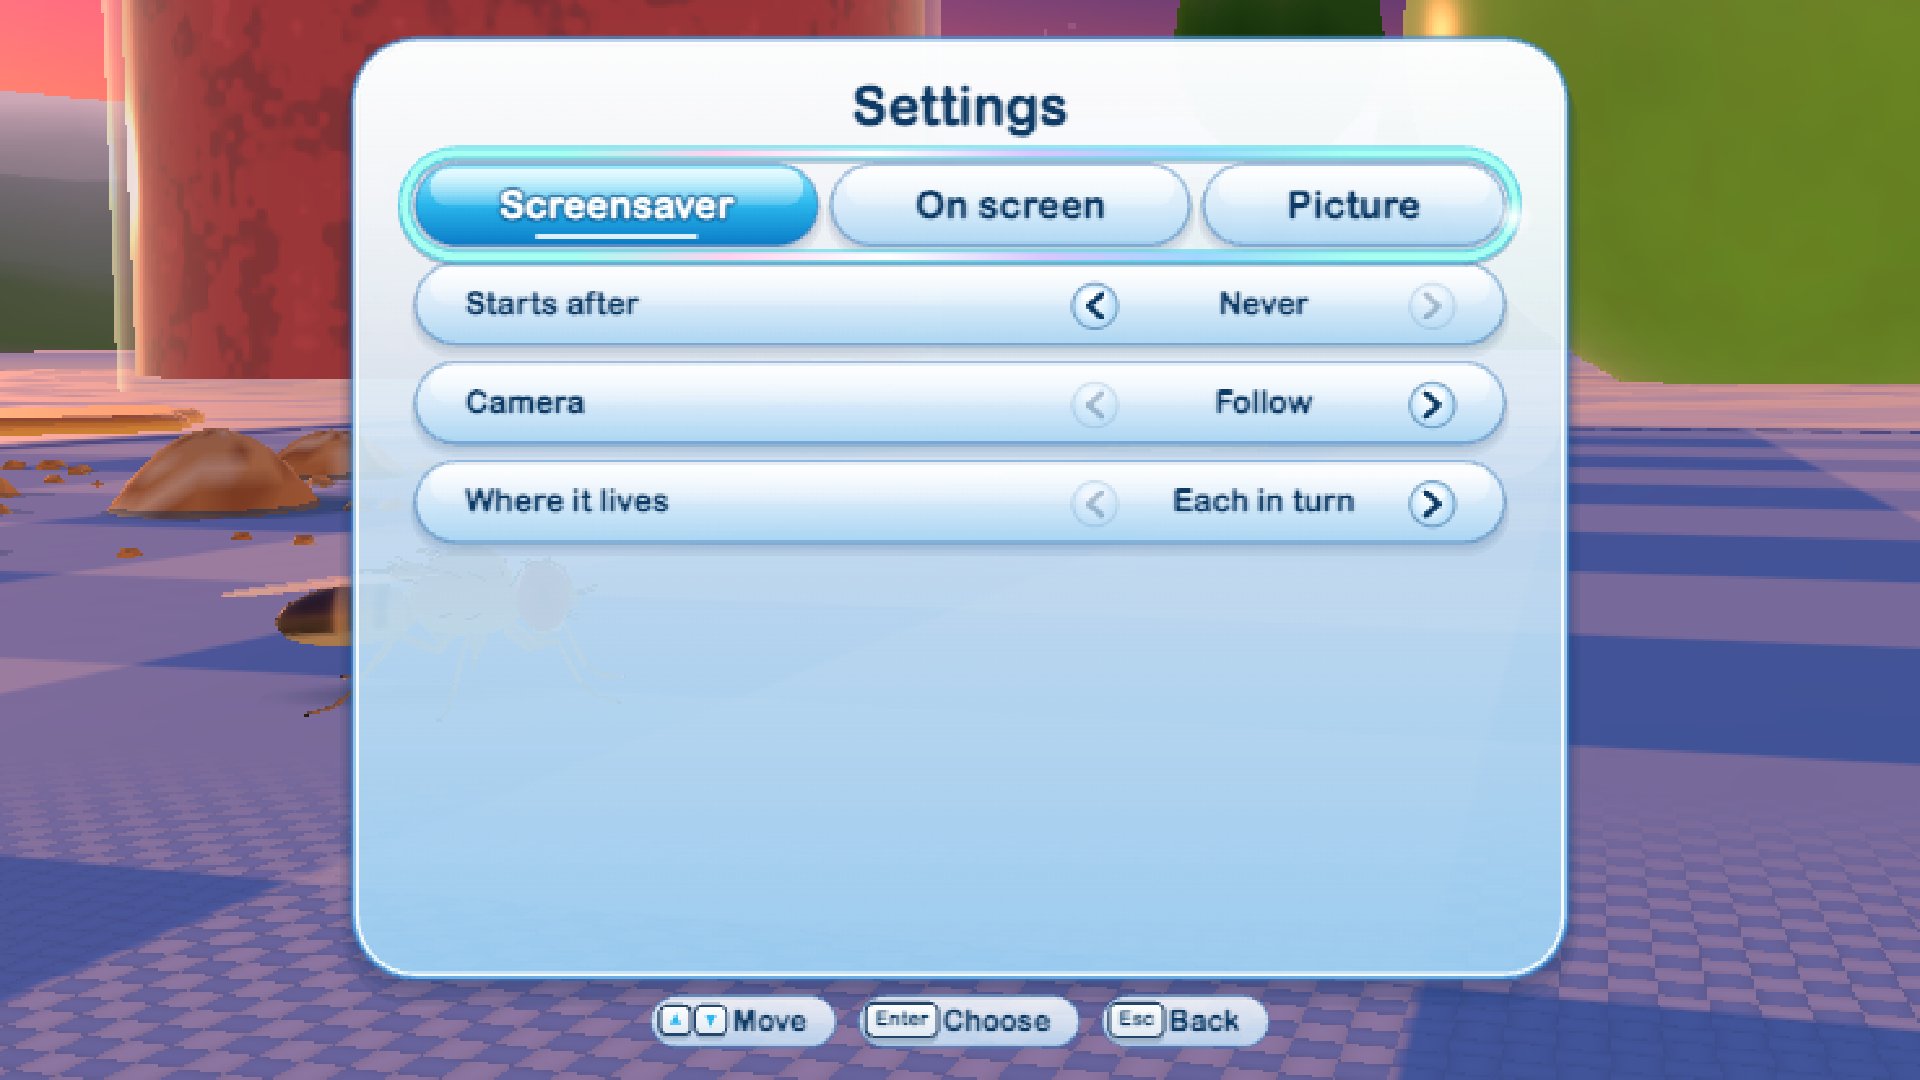 Settings
Screensaver On screen Picture
Starts after Never
Camera Follow
Where it lives Each in turn
Move Enter Choose Esc Back